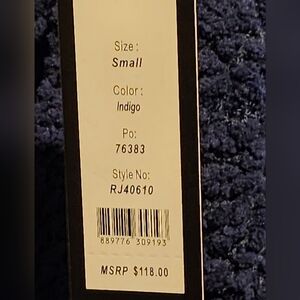 Size :
Small
Color :
Indigo
Po:
76383
Style No:
RJ40610
889776 309193
MSRP $118.00